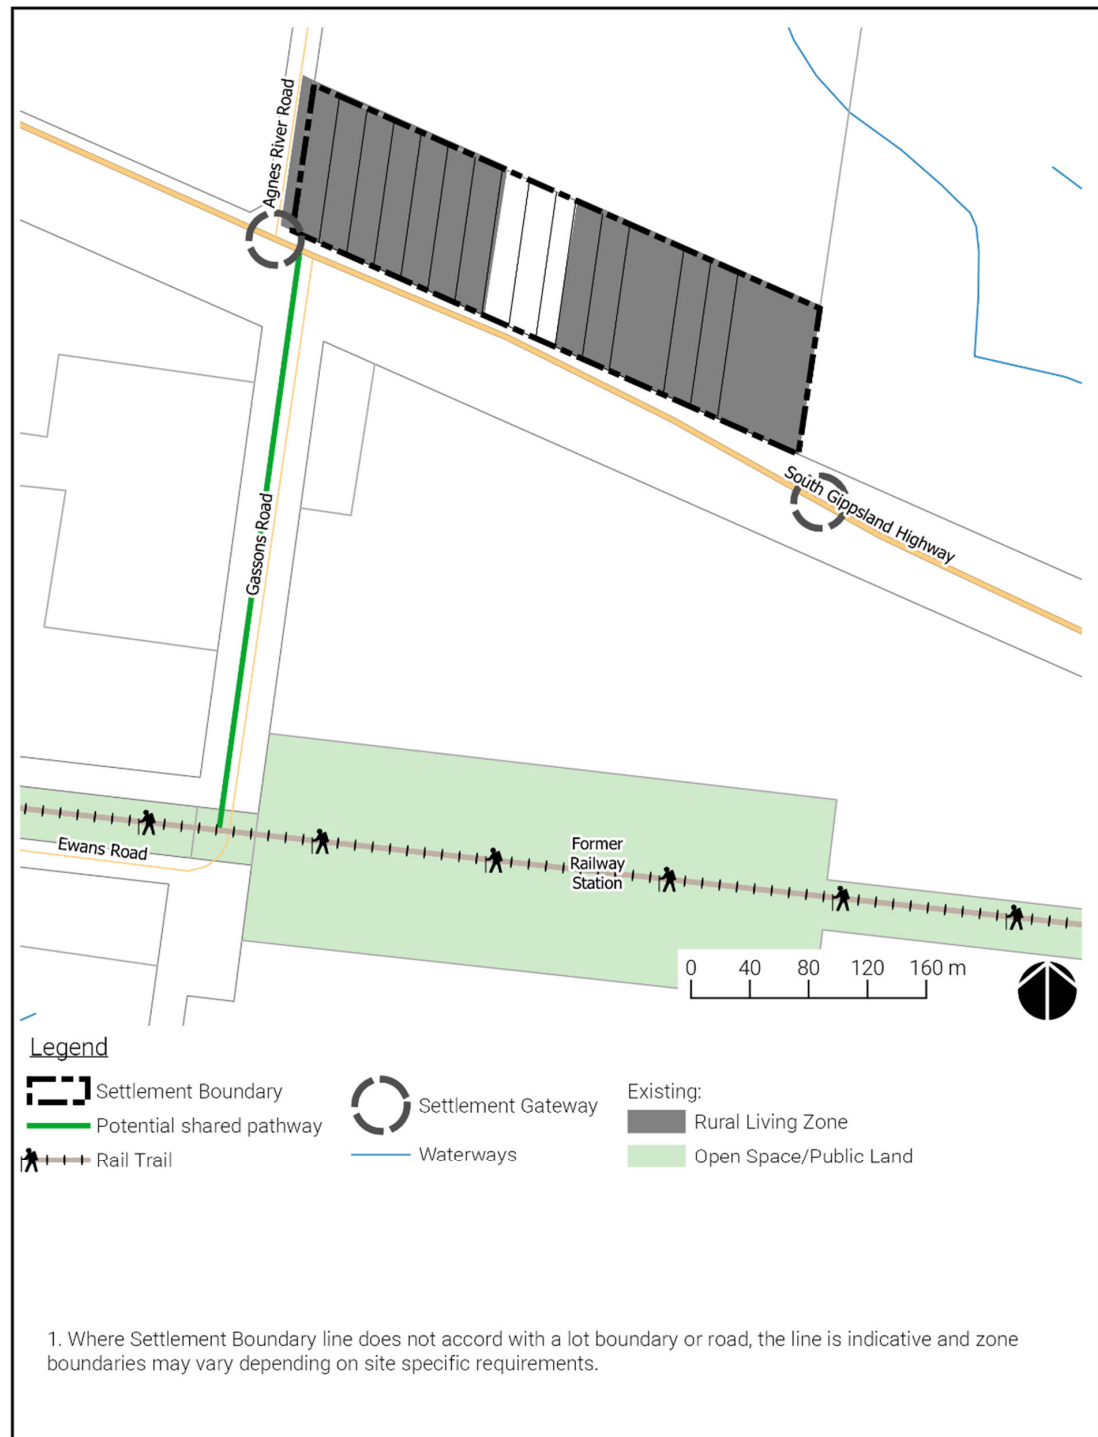 Agnes River Road
South Gippsland Highway
Gassons Road
Ewans Road
Former
Railway
Station
0 40 80 120 160 m
Legend
Settlement Boundary
Potential shared pathway
Rail Trail
Settlement Gateway
Waterways
Existing:
Rural Living Zone
Open Space/Public Land
1. Where Settlement Boundary line does not accord with a lot boundary or road, the line is indicative and zone
boundaries may vary depending on site specific requirements.